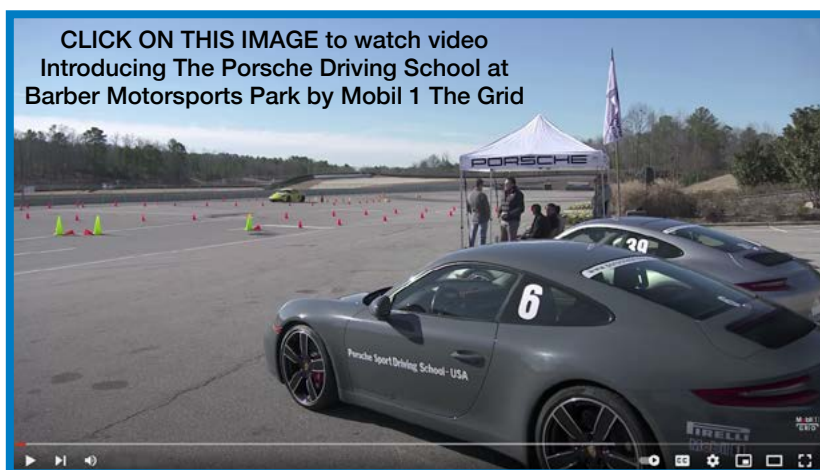 CLICK ON THIS IMAGE to watch video
Introducing The Porsche Driving School at
Barber Motorsports Park by Mobil 1 The Grid
PORSCHE
39
6
Porsche Sport Driving School - USA
PIRELLI
CC